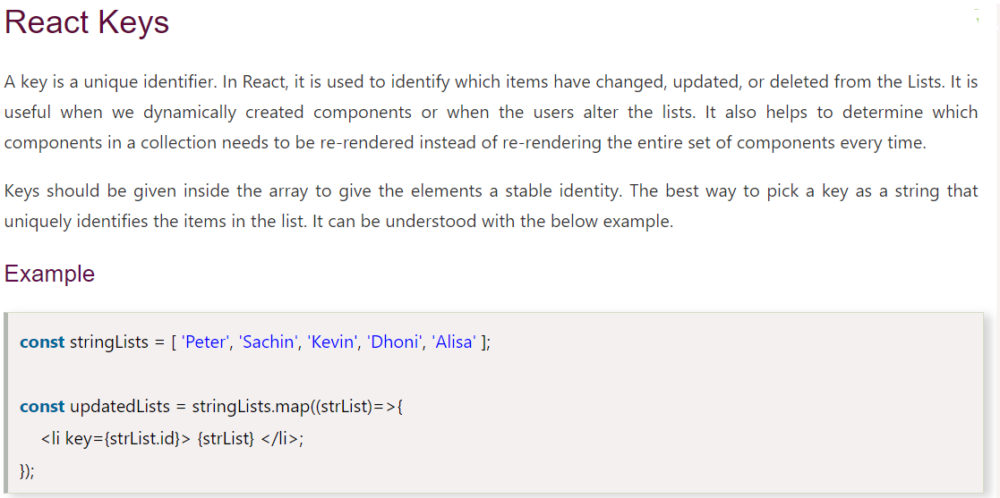 React Keys
A key is a unique identifier. In React, it is used to identify which items have changed, updated, or deleted from the Lists. It is
useful when we dynamically created components or when the users alter the lists. It also helps to determine which
components in a collection needs to be re-rendered instead of re-rendering the entire set of components every time.
Keys should be given inside the array to give the elements a stable identity. The best way to pick a key as a string that
uniquely identifies the items in the list. It can be understood with the below example.
Example
const stringLists = [ 'Peter', 'Sachin', 'Kevin', 'Dhoni', 'Alisa' ];
const updatedLists = stringLists.map((strList)=>{
<li key={strList.id}> {strList} </li>;
});